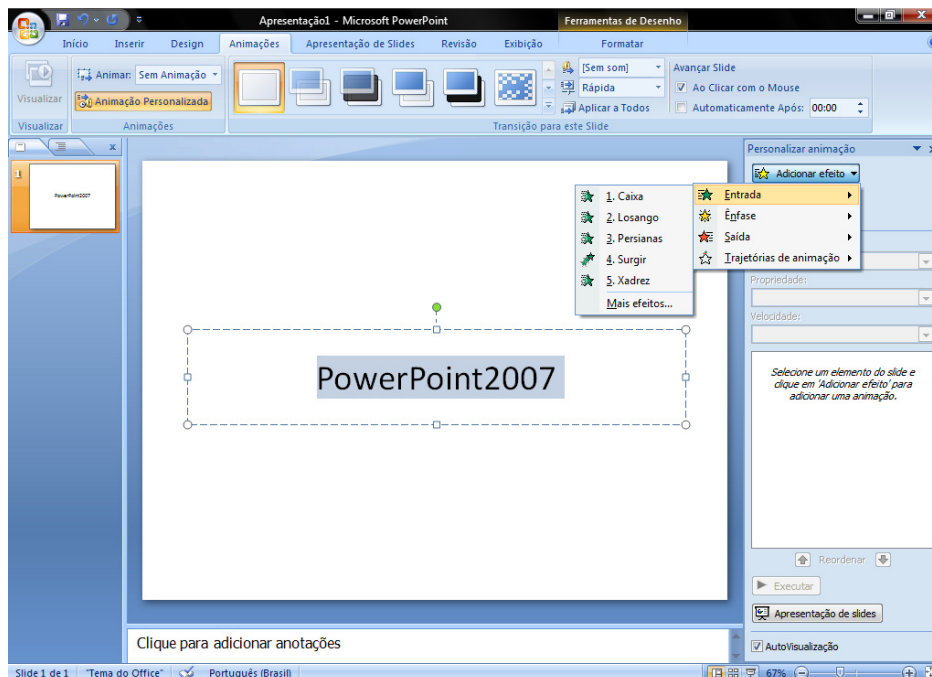 Apresentação1 - Microsoft PowerPoint
Ferramentas de Desenho
Início Inserir Design Animações Apresentação de Slides Revisão Exibição Formatar
Visualizar
Animar: Sem Animação
Animação Personalizada
[Sem som]
Rápida
Aplicar a Todos
Avançar Slide
Ao Clicar com o Mouse
Automaticamente Após: 00:00
Visualizar Animações Transição para este Slide
1
PowerPoint2007
Personalizar animação
Adicionar efeito
Entrada
Ênfase
Saída
Trajetórias de animação
1. Caixa
2. Losango
3. Persianas
4. Surgir
5. Xadrez
Mais efeitos...
Propriedade:
Velocidade:
PowerPoint2007
Selecione um elemento do slide e
clique em 'Adicionar efeito' para
adicionar uma animação.
Reordenar
Executar
Apresentação de slides
AutoVisualização
Clique para adicionar anotações
Slide 1 de 1 "Tema do Office" Português (Brasil) 67%